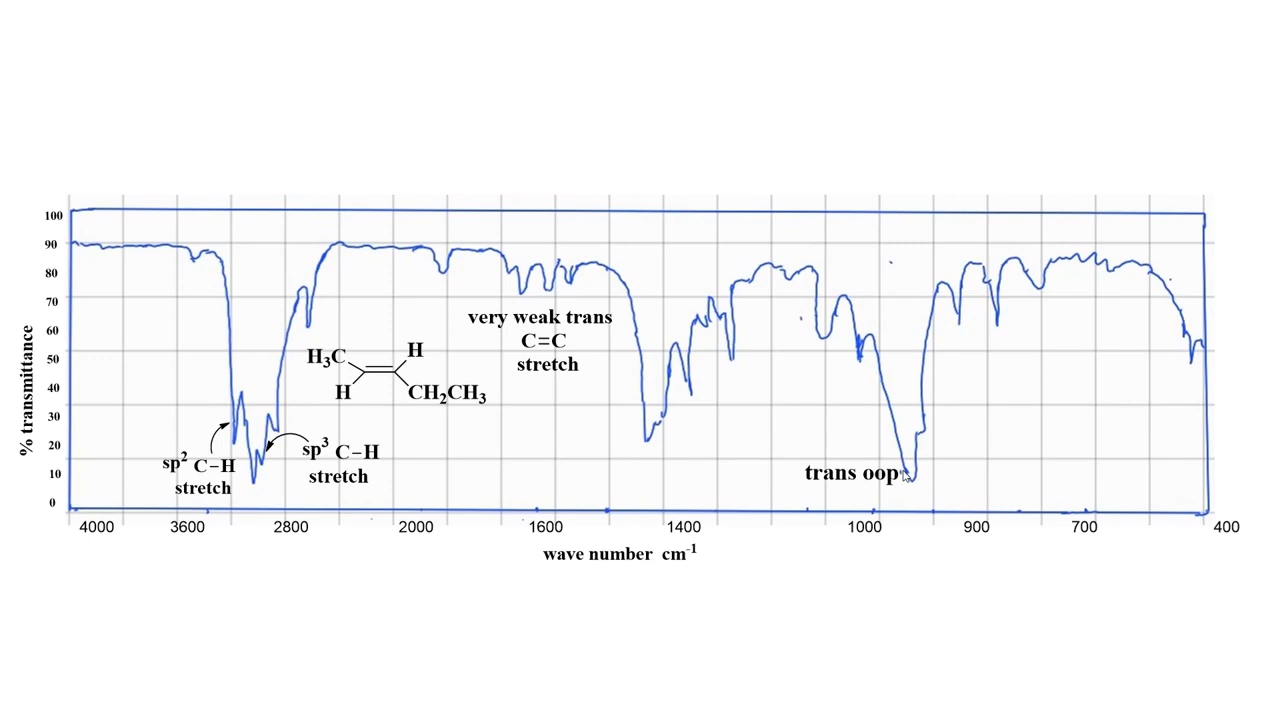 100
90
80
70
60
50
40
30
20
10
0
% transmittance
very weak trans
C=C
stretch
H₃C
H
H
CH₂CH₃
sp² C–H
stretch
sp³ C–H
stretch
trans oop
4000 3600 2800 2000 1600 1400 1000 900 700 400
wave number cm⁻¹